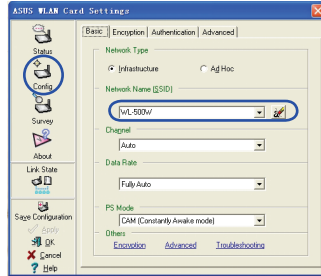 ASUS WLAN Card Settings
Status
Config
Survey
About
Link State
Save Configuration
Apply
OK
Cancel
Help
Basic
Encryption
Authentication
Advanced
Network Type
Infrastructure
Ad Hoc
Network Name (SSID)
WL-500W
Channel
Auto
Data Rate
Fully Auto
PS Mode
CAM (Constantly Awake mode)
Others
Encryption
Advanced
Troubleshooting